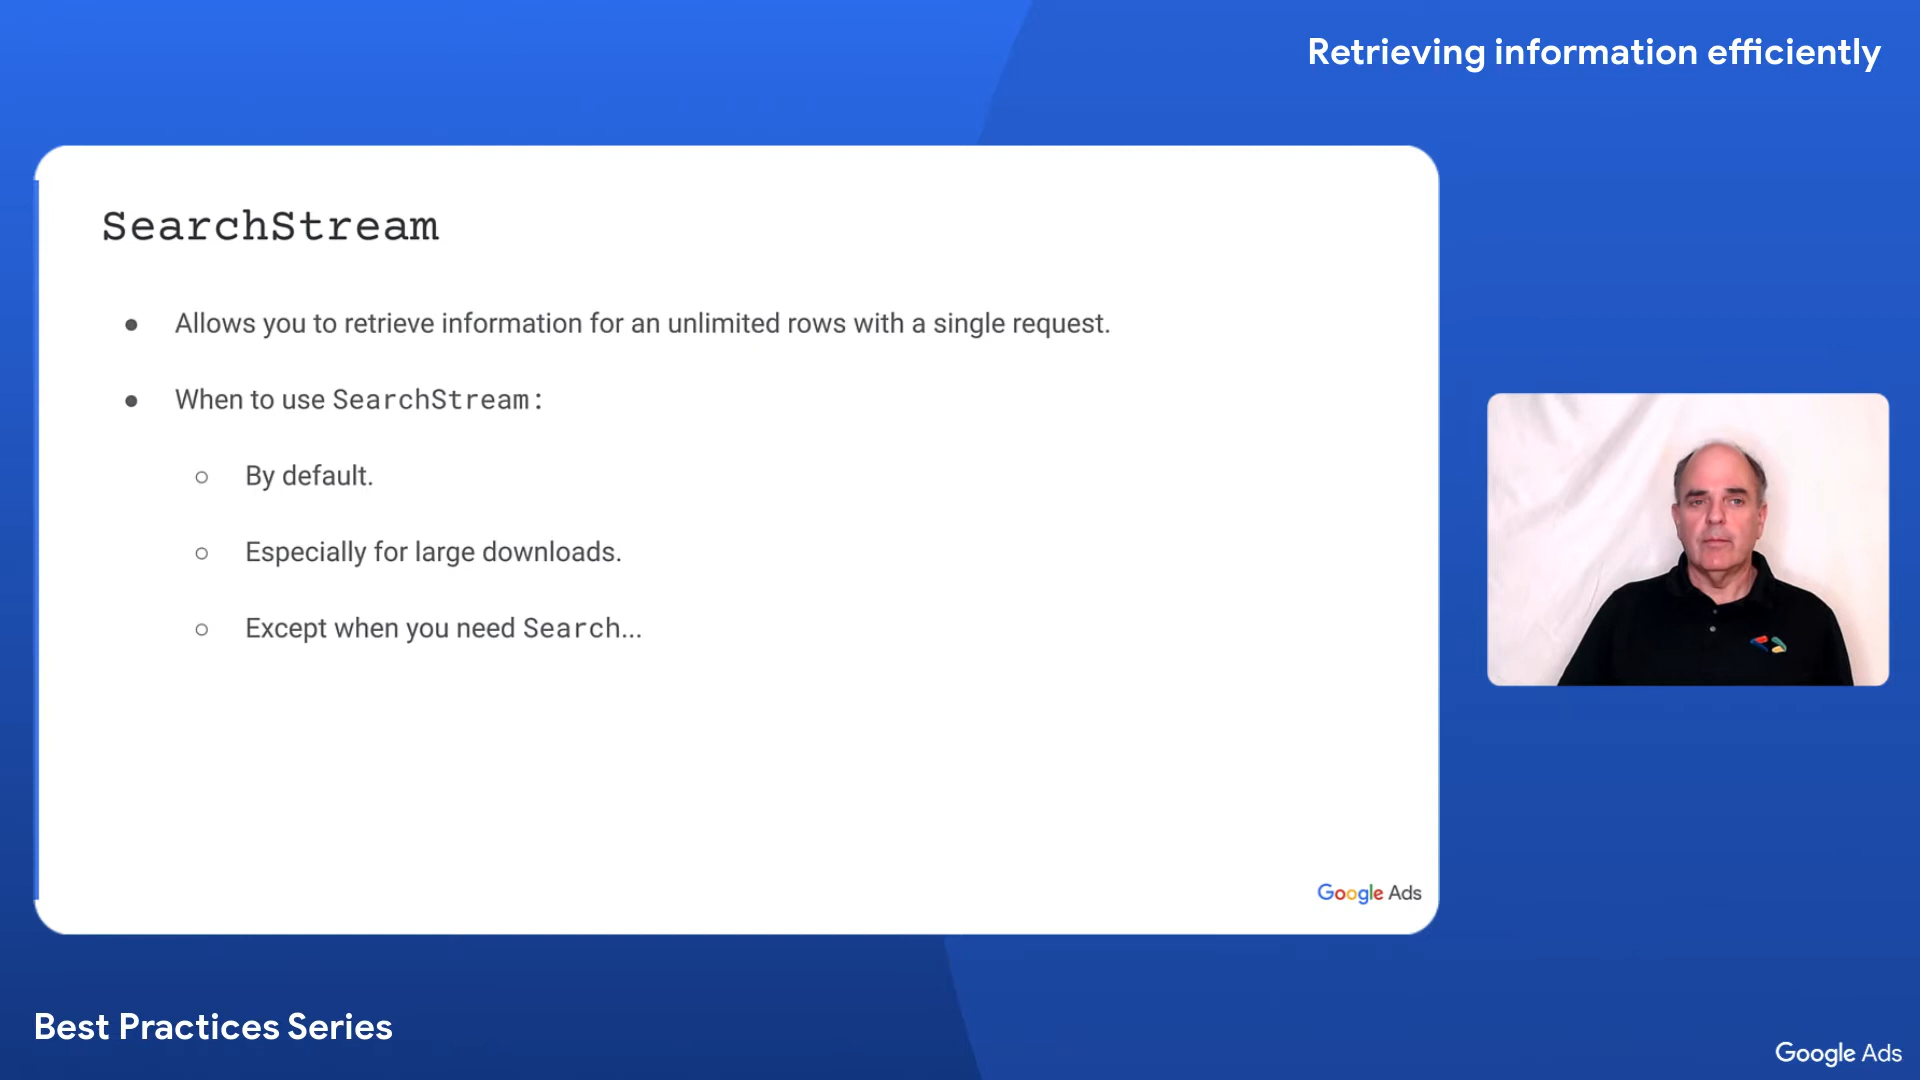 Retrieving information efficiently
SearchStream
● Allows you to retrieve information for an unlimited rows with a single request.
● When to use SearchStream:
○ By default.
○ Especially for large downloads.
○ Except when you need Search...
Google Ads
Best Practices Series
Google Ads